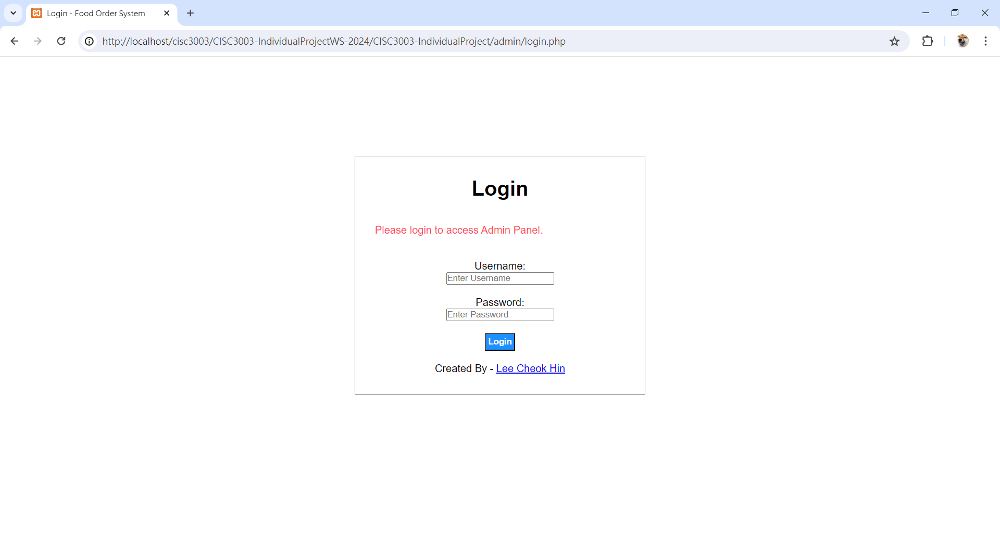 Login - Food Order System
http://localhost/cisc3003/CISC3003-IndividualProjectWS-2024/CISC3003-IndividualProject/admin/login.php
Login
Please login to access Admin Panel.
Username:
Enter Username
Password:
Enter Password
Login
Created By - Lee Cheok Hin